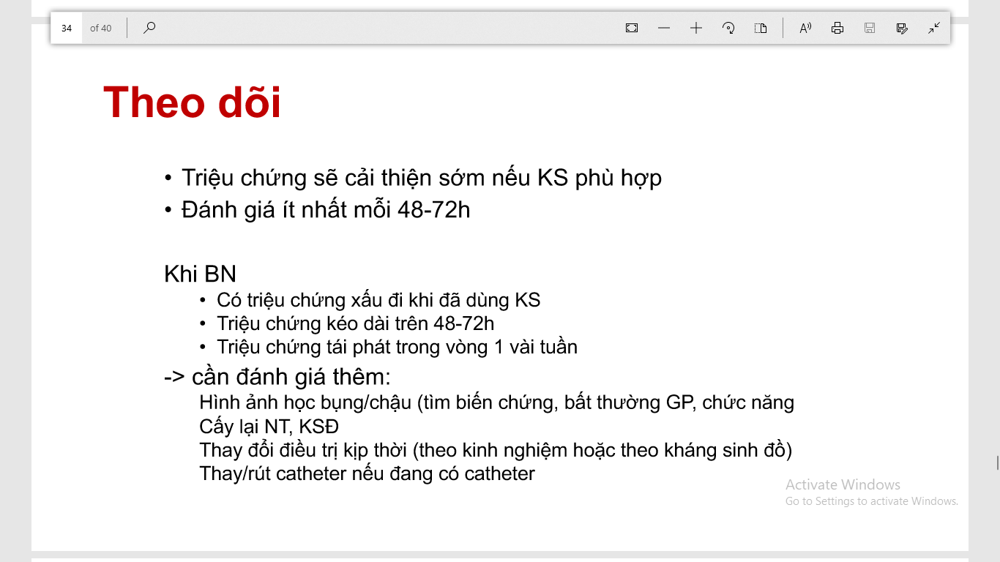 34 of 40
Theo dõi
• Triệu chứng sẽ cải thiện sớm nếu KS phù hợp
• Đánh giá ít nhất mỗi 48-72h
Khi BN
• Có triệu chứng xấu đi khi đã dùng KS
• Triệu chứng kéo dài trên 48-72h
• Triệu chứng tái phát trong vòng 1 vài tuần
-> cần đánh giá thêm:
Hình ảnh học bụng/chậu (tìm biến chứng, bất thường GP, chức năng
Cấy lại NT, KSĐ
Thay đổi điều trị kịp thời (theo kinh nghiệm hoặc theo kháng sinh đồ)
Thay/rút catheter nếu đang có catheter
Activate Windows
Go to Settings to activate Windows.